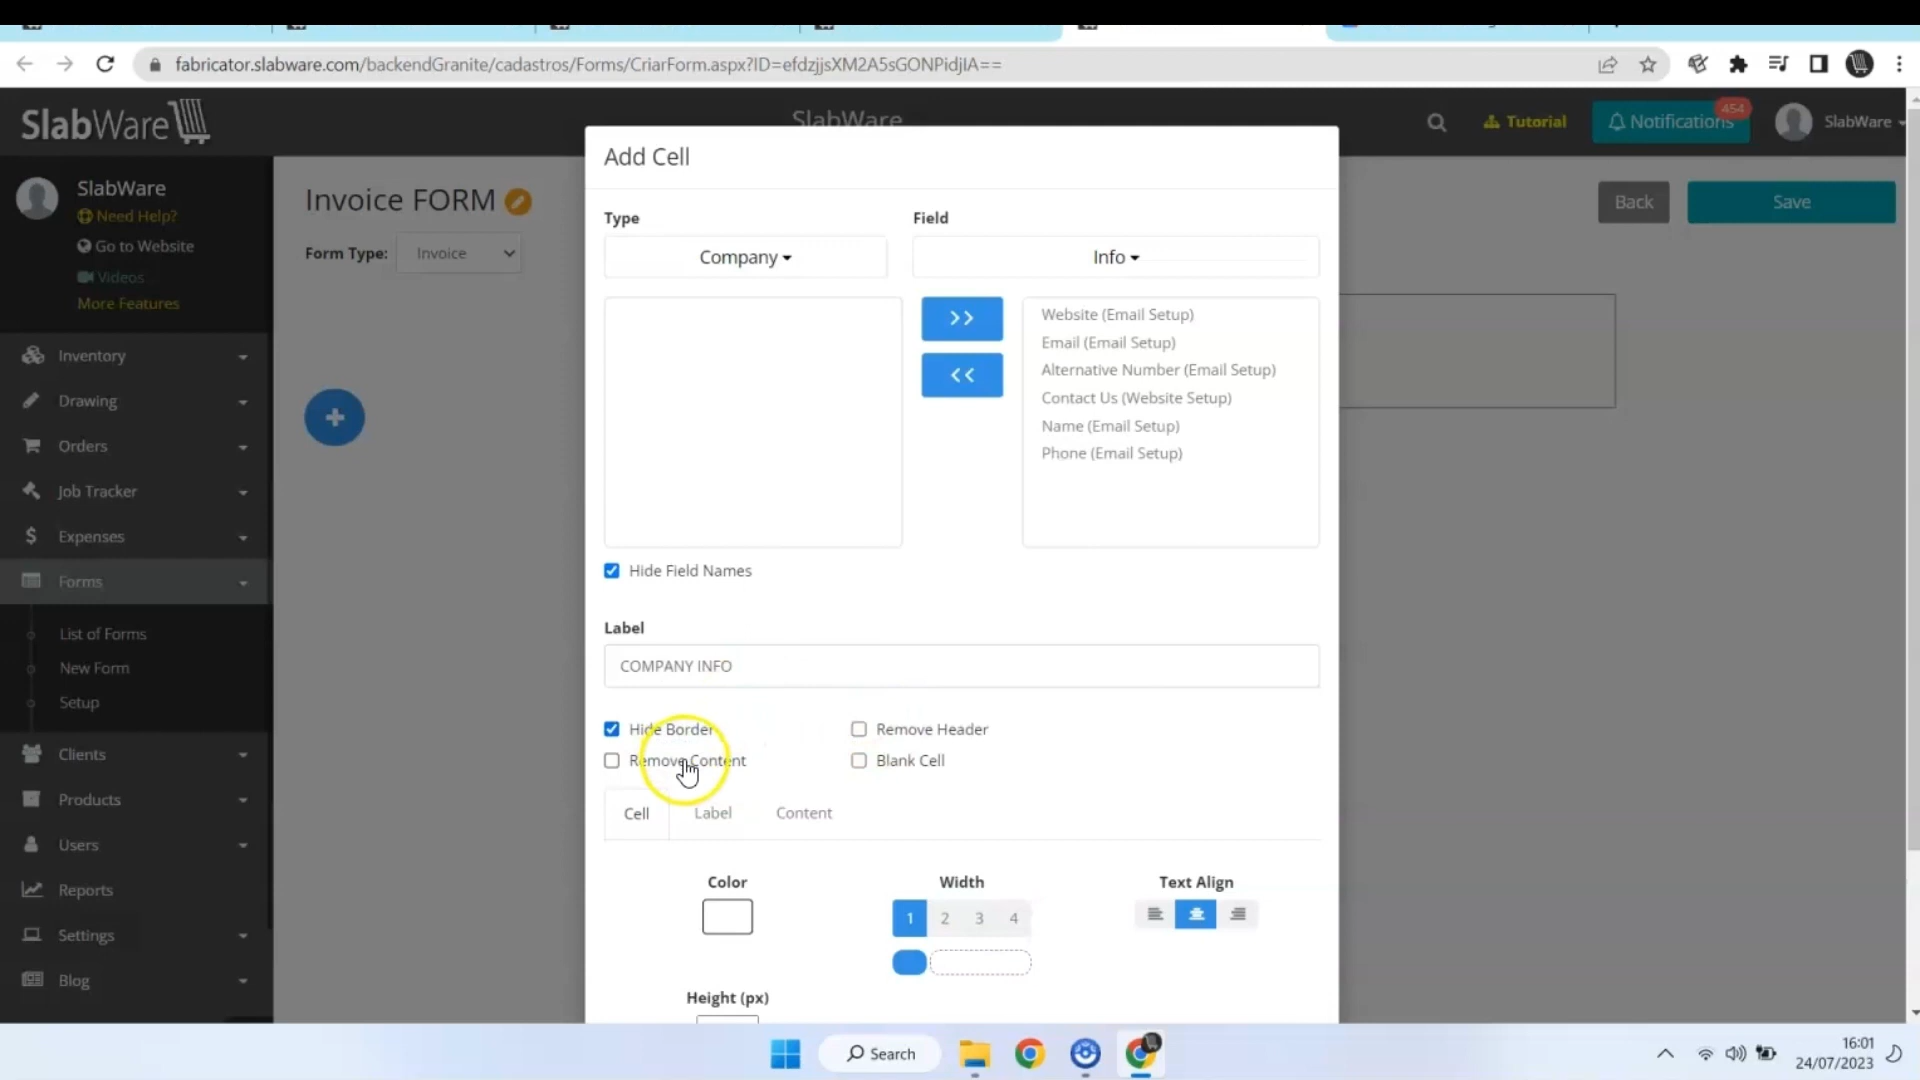 fabricator.slabware.com/backendGranite/cadastros/Forms/CriarForm.aspx?ID=efdzjjsXM2A5sGONPidjIA==
SlabWare
SlabWare
Tutorial
Notifications
454
SlabWare
SlabWare
Need Help?
Go to Website
Videos
More Features
Inventory
Drawing
Orders
Job Tracker
Expenses
Forms
List of Forms
New Form
Setup
Clients
Products
Users
Reports
Settings
Blog
Invoice FORM
Form Type: Invoice
Back
Save
Add Cell
Type
Field
Company
Info
>>
<<
Website (Email Setup)
Email (Email Setup)
Alternative Number (Email Setup)
Contact Us (Website Setup)
Name (Email Setup)
Phone (Email Setup)
Hide Field Names
Label
COMPANY INFO
Hide Border
Remove Header
Remove Content
Blank Cell
Cell
Label
Content
Color
Width
Text Align
1 2 3 4
Height (px)
Search
16:01
24/07/2023